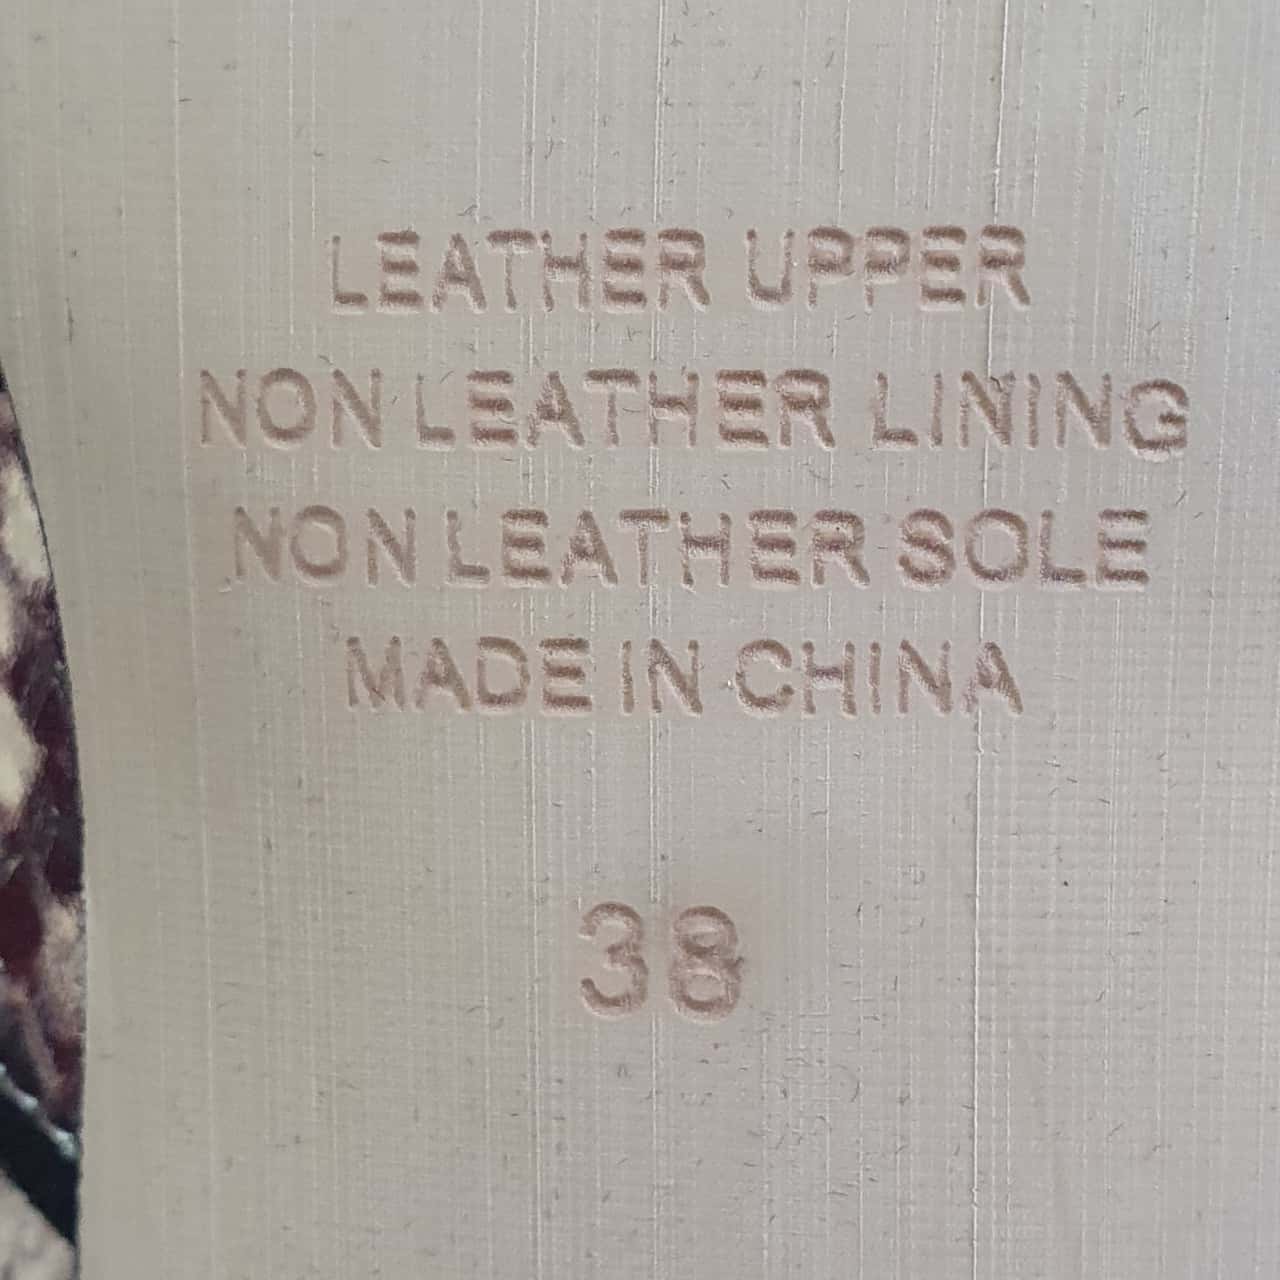 LEATHER UPPER
NON LEATHER LINING
NON LEATHER SOLE
MADE IN CHINA
38